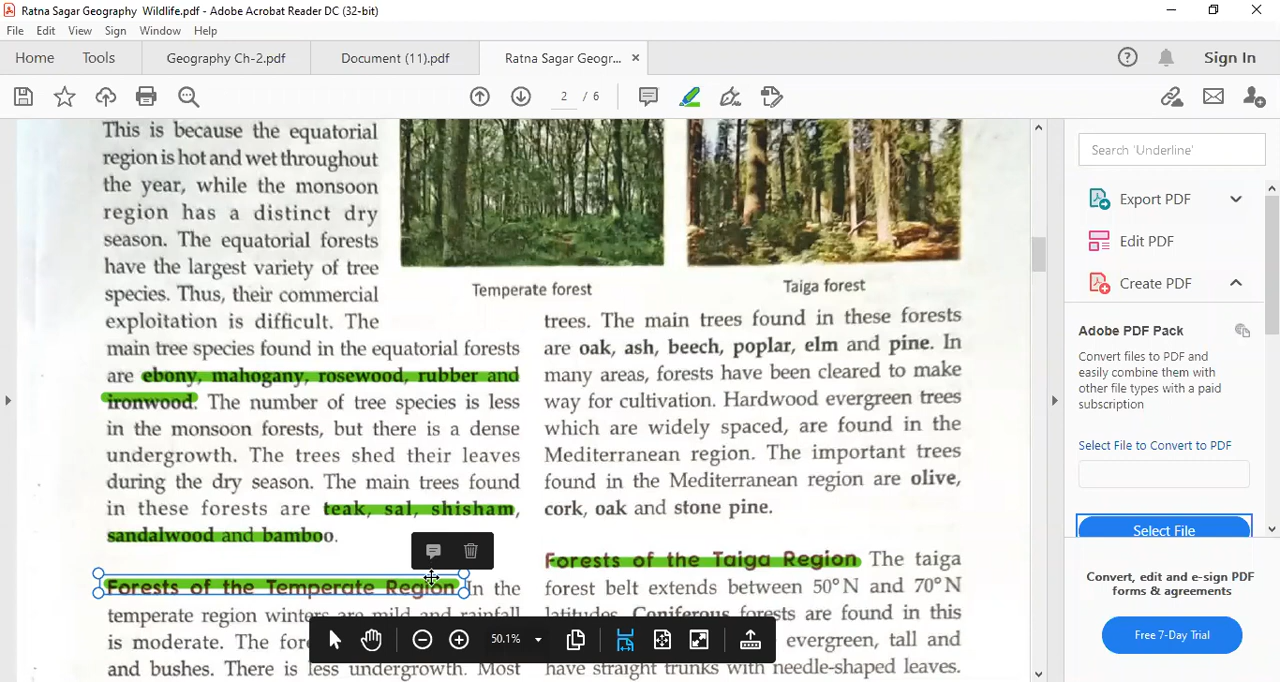 Ratna Sagar Geography Wildlife.pdf - Adobe Acrobat Reader DC (32-bit)
File Edit View Sign Window Help
Home Tools Geography Ch-2.pdf Document (11).pdf Ratna Sagar Geogr... × Sign In
2 / 6
This is because the equatorial
region is hot and wet throughout
the year, while the monsoon
region has a distinct dry
season. The equatorial forests
have the largest variety of tree
species. Thus, their commercial
exploitation is difficult. The
main tree species found in the equatorial forests
are ebony, mahogany, rosewood, rubber and
ironwood. The number of tree species is less
in the monsoon forests, but there is a dense
undergrowth. The trees shed their leaves
during the dry season. The main trees found
in these forests are teak, sal, shisham,
sandalwood and bamboo.
Forests of the Temperate Region In the
temperate region winters are mild and rainfall
is moderate. The
and bushes. There is less undergrowth. Most
Temperate forest
Taiga forest
trees. The main trees found in these forests
are oak, ash, beech, poplar, elm and pine. In
many areas, forests have been cleared to make
way for cultivation. Hardwood evergreen trees
which are widely spaced, are found in the
Mediterranean region. The important trees
found in the Mediterranean region are olive,
cork, oak and stone pine.
Forests of the Taiga Region The taiga
forest belt extends between 50°N and 70°N
latitudes. Coniferous forests are found in this
evergreen, tall and
have straight trunks with needle-shaped leaves.
50.1%
Search 'Underline'
Export PDF
Edit PDF
Create PDF
Adobe PDF Pack
Convert files to PDF and
easily combine them with
other file types with a paid
subscription
Select File to Convert to PDF
Select File
Convert, edit and e-sign PDF
forms & agreements
Free 7-Day Trial